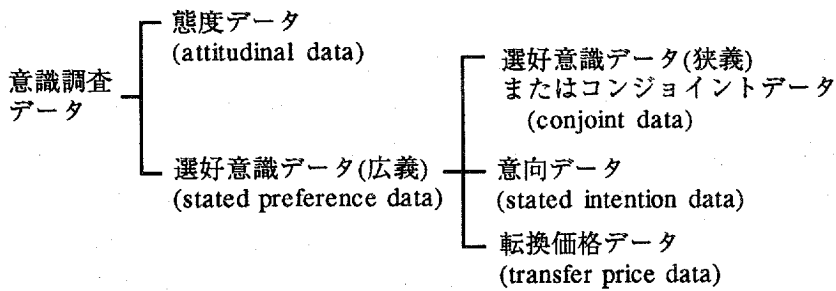 意識調査
データ
態度データ
(attitudinal data)
選好意識データ(広義)
(stated preference data)
選好意識データ(狭義)
またはコンジョイントデータ
(conjoint data)
意向データ
(stated intention data)
転換価格データ
(transfer price data)